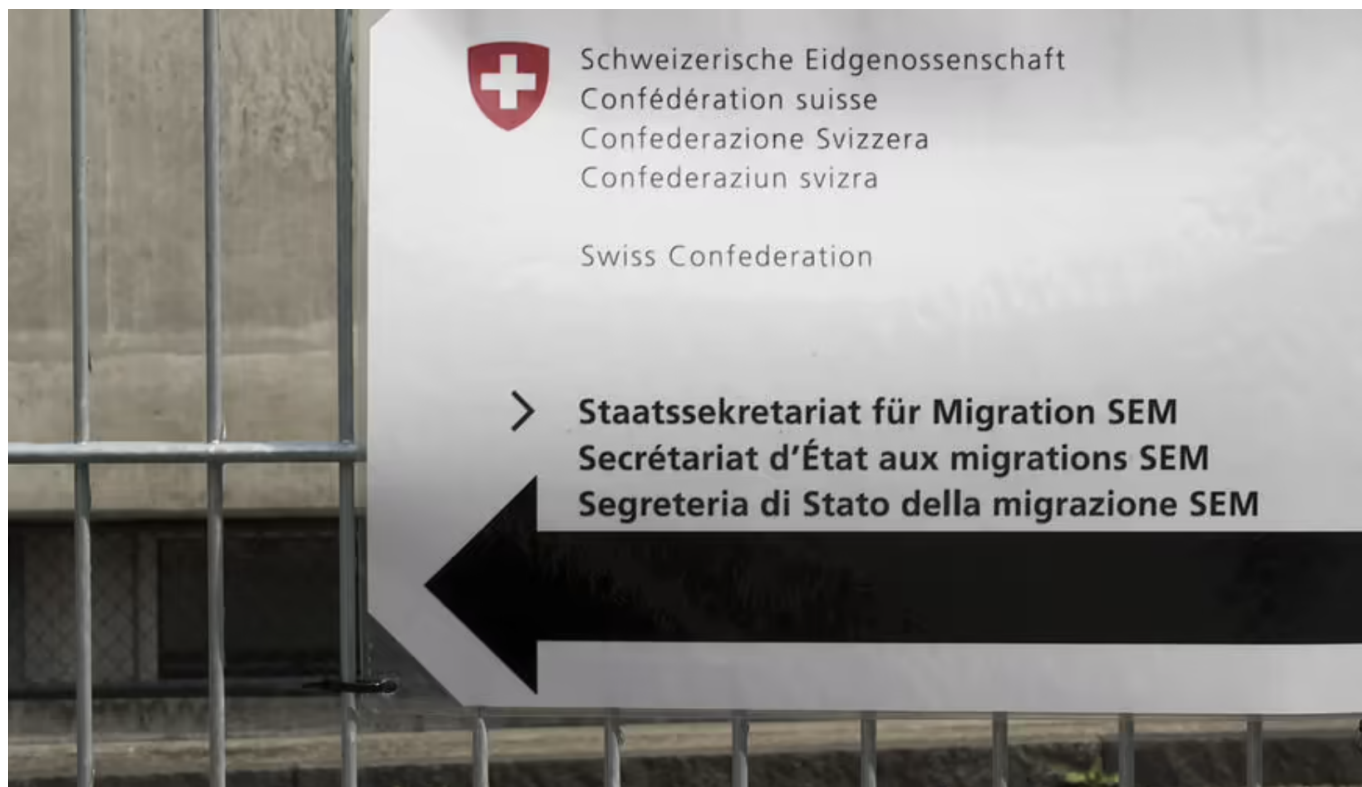 Schweizerische Eidgenossenschaft
Confédération suisse
Confederazione Svizzera
Confederaziun svizra
Swiss Confederation
Staatssekretariat für Migration SEM
Secrétariat d'État aux migrations SEM
Segreteria di Stato della migrazione SEM